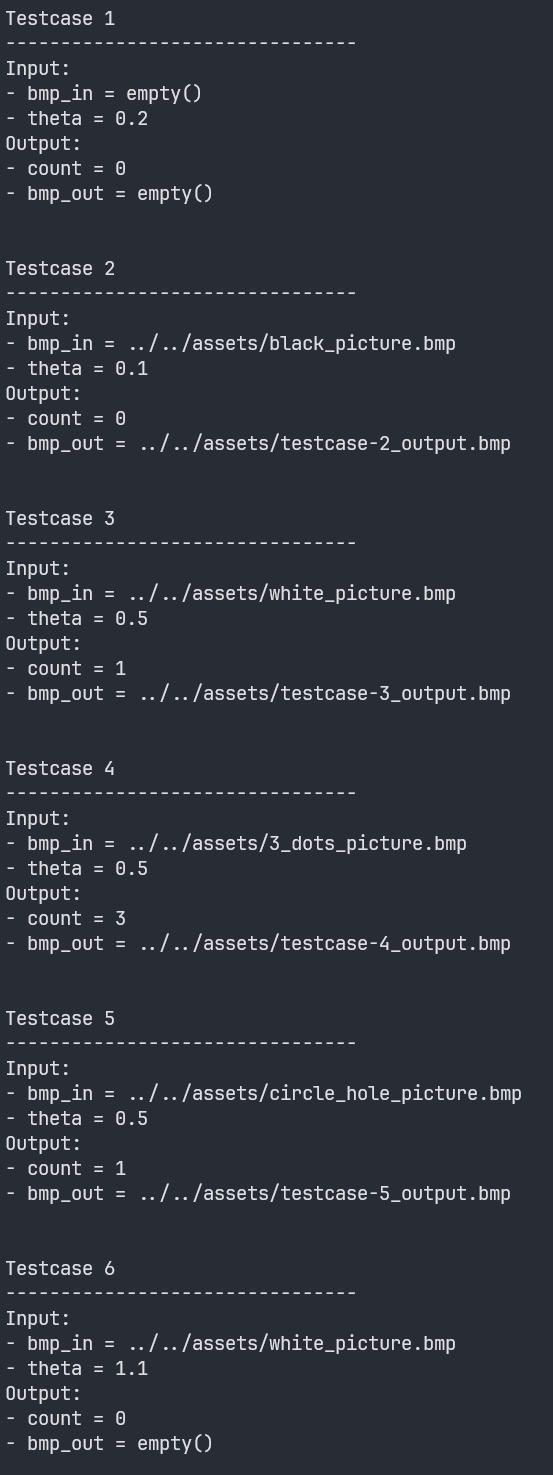 Testcase 1
--------------------------------
Input:
- bmp_in = empty()
- theta = 0.2
Output:
- count = 0
- bmp_out = empty()
Testcase 2
--------------------------------
Input:
- bmp_in = ../../assets/black_picture.bmp
- theta = 0.1
Output:
- count = 0
- bmp_out = ../../assets/testcase-2_output.bmp
Testcase 3
--------------------------------
Input:
- bmp_in = ../../assets/white_picture.bmp
- theta = 0.5
Output:
- count = 1
- bmp_out = ../../assets/testcase-3_output.bmp
Testcase 4
--------------------------------
Input:
- bmp_in = ../../assets/3_dots_picture.bmp
- theta = 0.5
Output:
- count = 3
- bmp_out = ../../assets/testcase-4_output.bmp
Testcase 5
--------------------------------
Input:
- bmp_in = ../../assets/circle_hole_picture.bmp
- theta = 0.5
Output:
- count = 1
- bmp_out = ../../assets/testcase-5_output.bmp
Testcase 6
--------------------------------
Input:
- bmp_in = ../../assets/white_picture.bmp
- theta = 1.1
Output:
- count = 0
- bmp_out = empty()